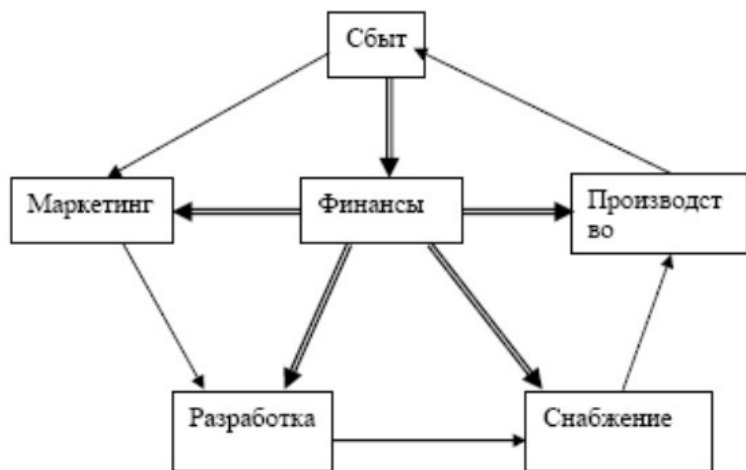 Сбыт
Маркетинг
Финансы
Производст
во
Разработка
Снабжение